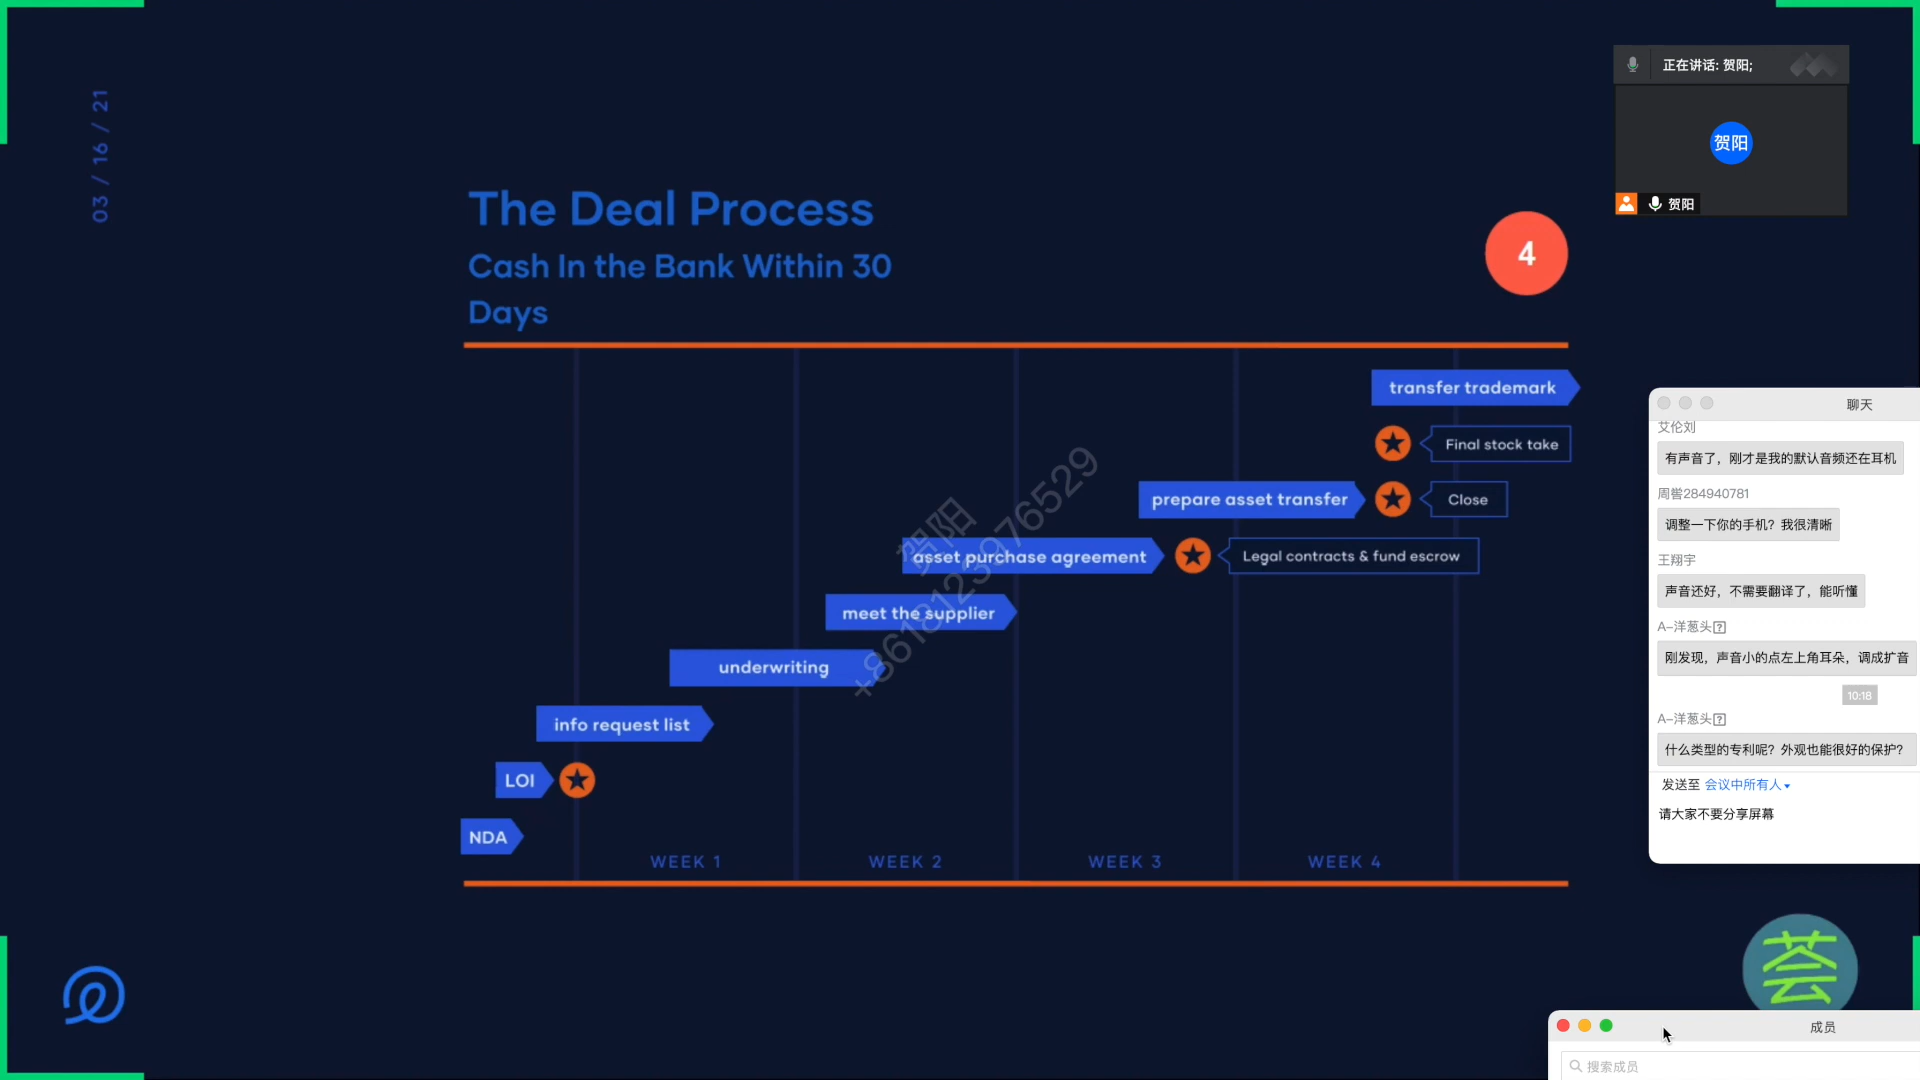 03 / 16 / 21
The Deal Process
Cash In the Bank Within 30
Days
4
transfer trademark
Final stock take
prepare asset transfer
Close
asset purchase agreement
Legal contracts & fund escrow
meet the supplier
underwriting
info request list
LOI
NDA
WEEK 1
WEEK 2
WEEK 3
WEEK 4
贺阳
+8618123976529
正在讲话: 贺阳;
贺阳
贺阳
聊天
艾伦刘
有声音了，刚才是我的默认音频还在耳机
周喾284940781
调整一下你的手机？我很清晰
王翔宇
声音还好，不需要翻译了，能听懂
A-洋葱头
刚发现，声音小的点左上角耳朵，调成扩音
10:18
A-洋葱头
什么类型的专利呢？外观也能很好的保护？
发送至 会议中所有人
请大家不要分享屏幕
荟
成员
搜索成员